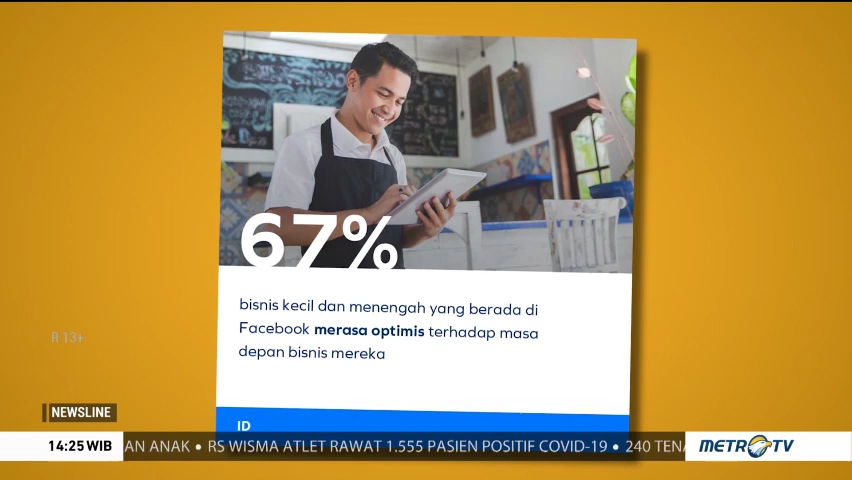 67%
bisnis kecil dan menengah yang berada di
Facebook merasa optimis terhadap masa
depan bisnis mereka
R 13+
ID
NEWSLINE
14:25 WIB
AN ANAK • RS WISMA ATLET RAWAT 1.555 PASIEN POSITIF COVID-19 • 240
METRO TV